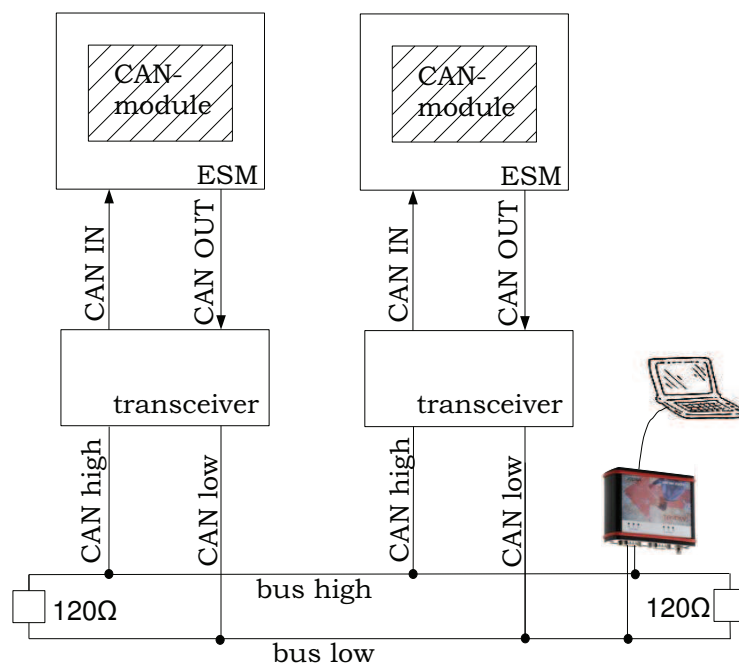 CAN-
module
ESM
CAN IN
CAN OUT
transceiver
CAN high
CAN low
CAN-
module
ESM
CAN IN
CAN OUT
transceiver
CAN high
CAN low
bus high
120Ω
120Ω
bus low